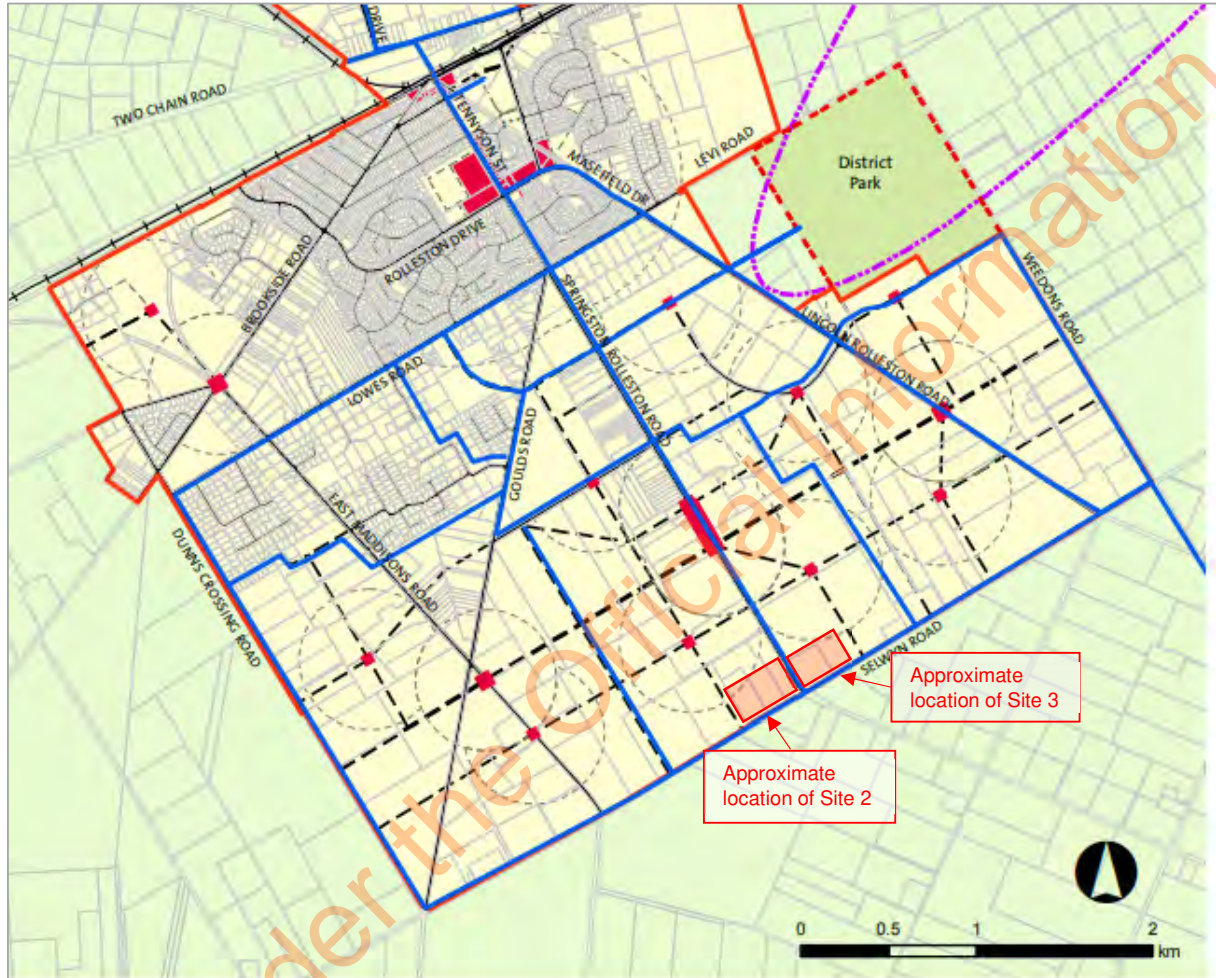 DRIVE
TWO CHAIN ROAD
TENNYSON ST
MASEFIELD DR
LEVI ROAD
District
Park
ROLLESTON DRIVE
BROOKSIDE ROAD
SPRINGSTON ROLLESTON ROAD
WEEDONS ROAD
LINCOLN ROLLESTON ROAD
LOWES ROAD
GOULDS ROAD
EAST MADDISONS ROAD
DUNNS CROSSING ROAD
SELWYN ROAD
Approximate
location of Site 3
Approximate
location of Site 2
0 0.5 1 2
km
der the Official Information